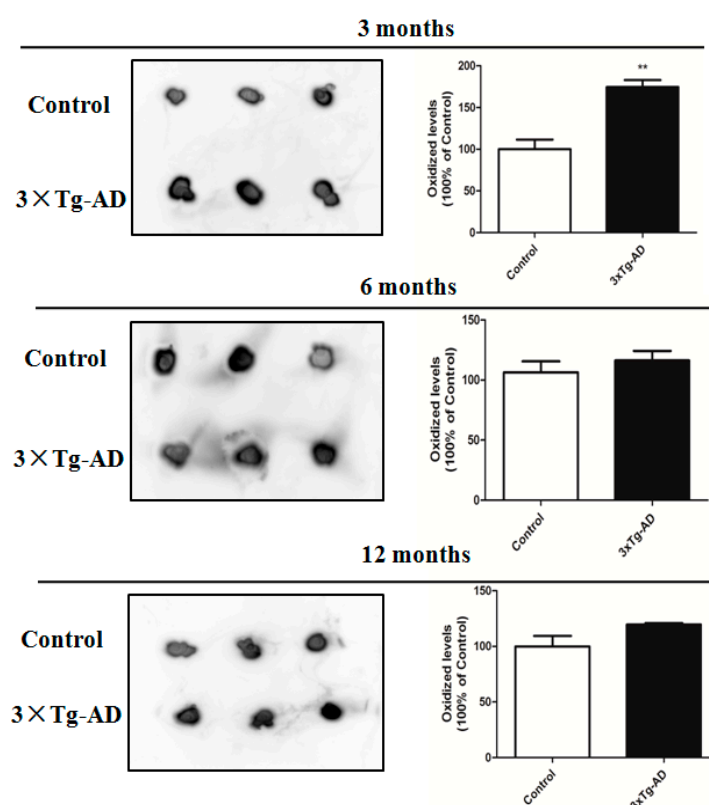 3 months
Control
3×Tg-AD
Oxidized levels
(100% of Control)
200
150
100
50
0
**
Control
3xTg-AD
6 months
Control
3×Tg-AD
Oxidized levels
(100% of Control)
150
100
50
0
Control
3xTg-AD
12 months
Control
3×Tg-AD
Oxidized levels
(100% of Control)
150
100
50
0
Control
3xTg-AD